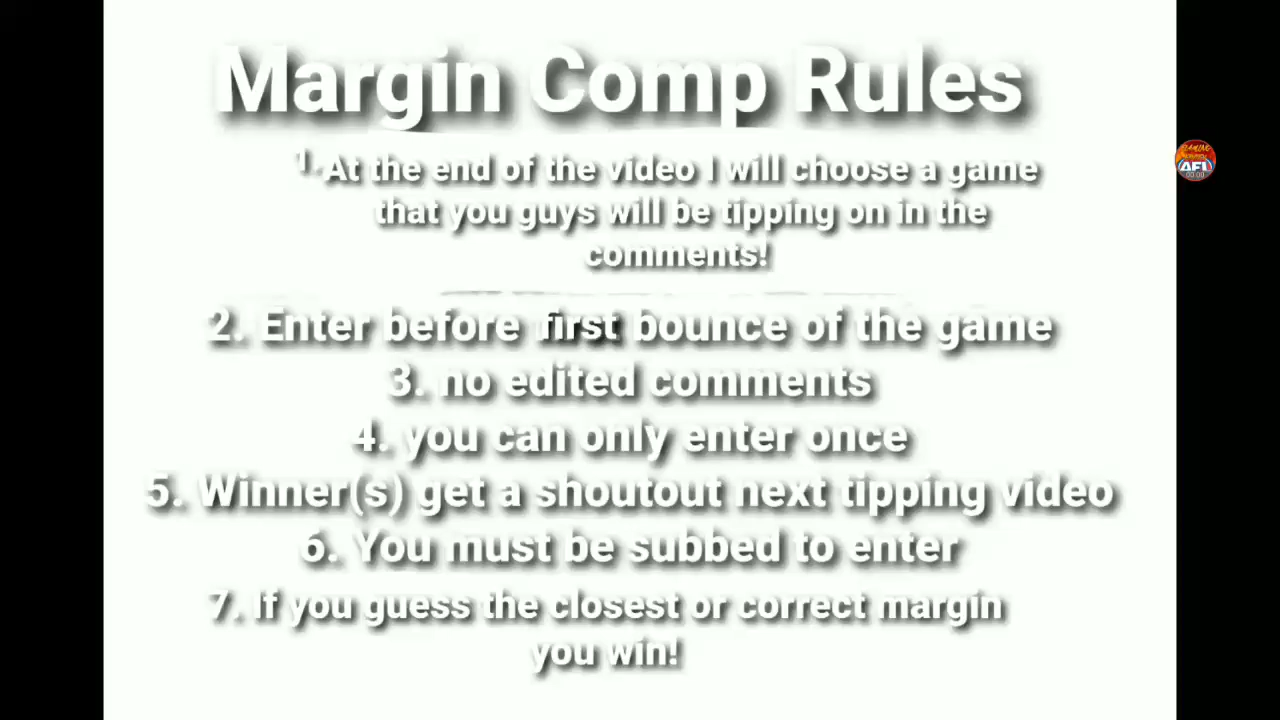 Margin Comp Rules
1. At the end of the video I will choose a game
that you guys will be tipping on in the
comments!
2. Enter before first bounce of the game
3. no edited comments
4. you can only enter once
5. Winner(s) get a shoutout next tipping video
6. You must be subbed to enter
7. If you guess the closest or correct margin
you win!
AFL
00:00